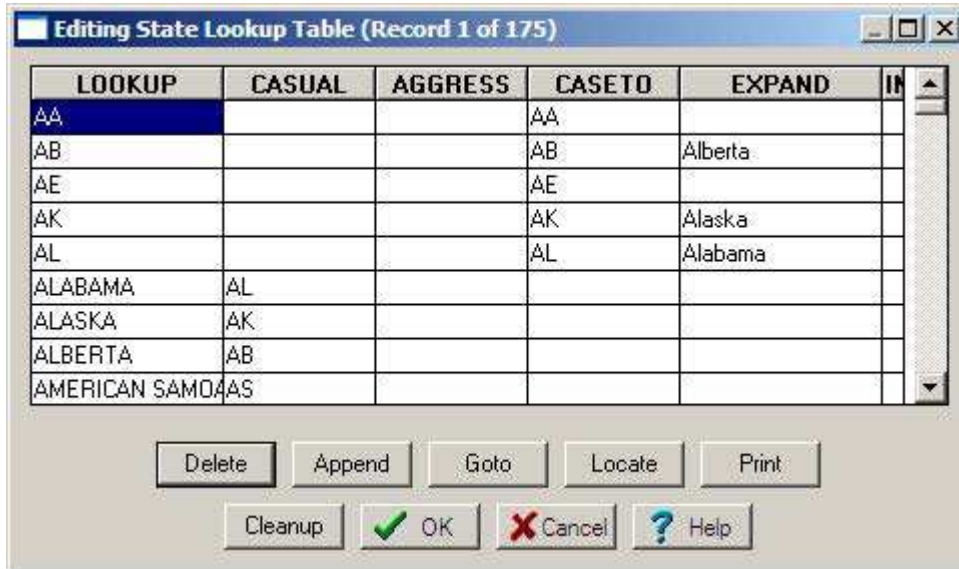 Editing State Lookup Table (Record 1 of 175)
LOOKUP CASUAL AGGRESS CASETO EXPAND IN
AA AA
AB AB Alberta
AE AE
AK AK Alaska
AL AL Alabama
ALABAMA AL
ALASKA AK
ALBERTA AB
AMERICAN SAMOA AS
Delete Append Goto Locate Print
Cleanup OK Cancel ? Help